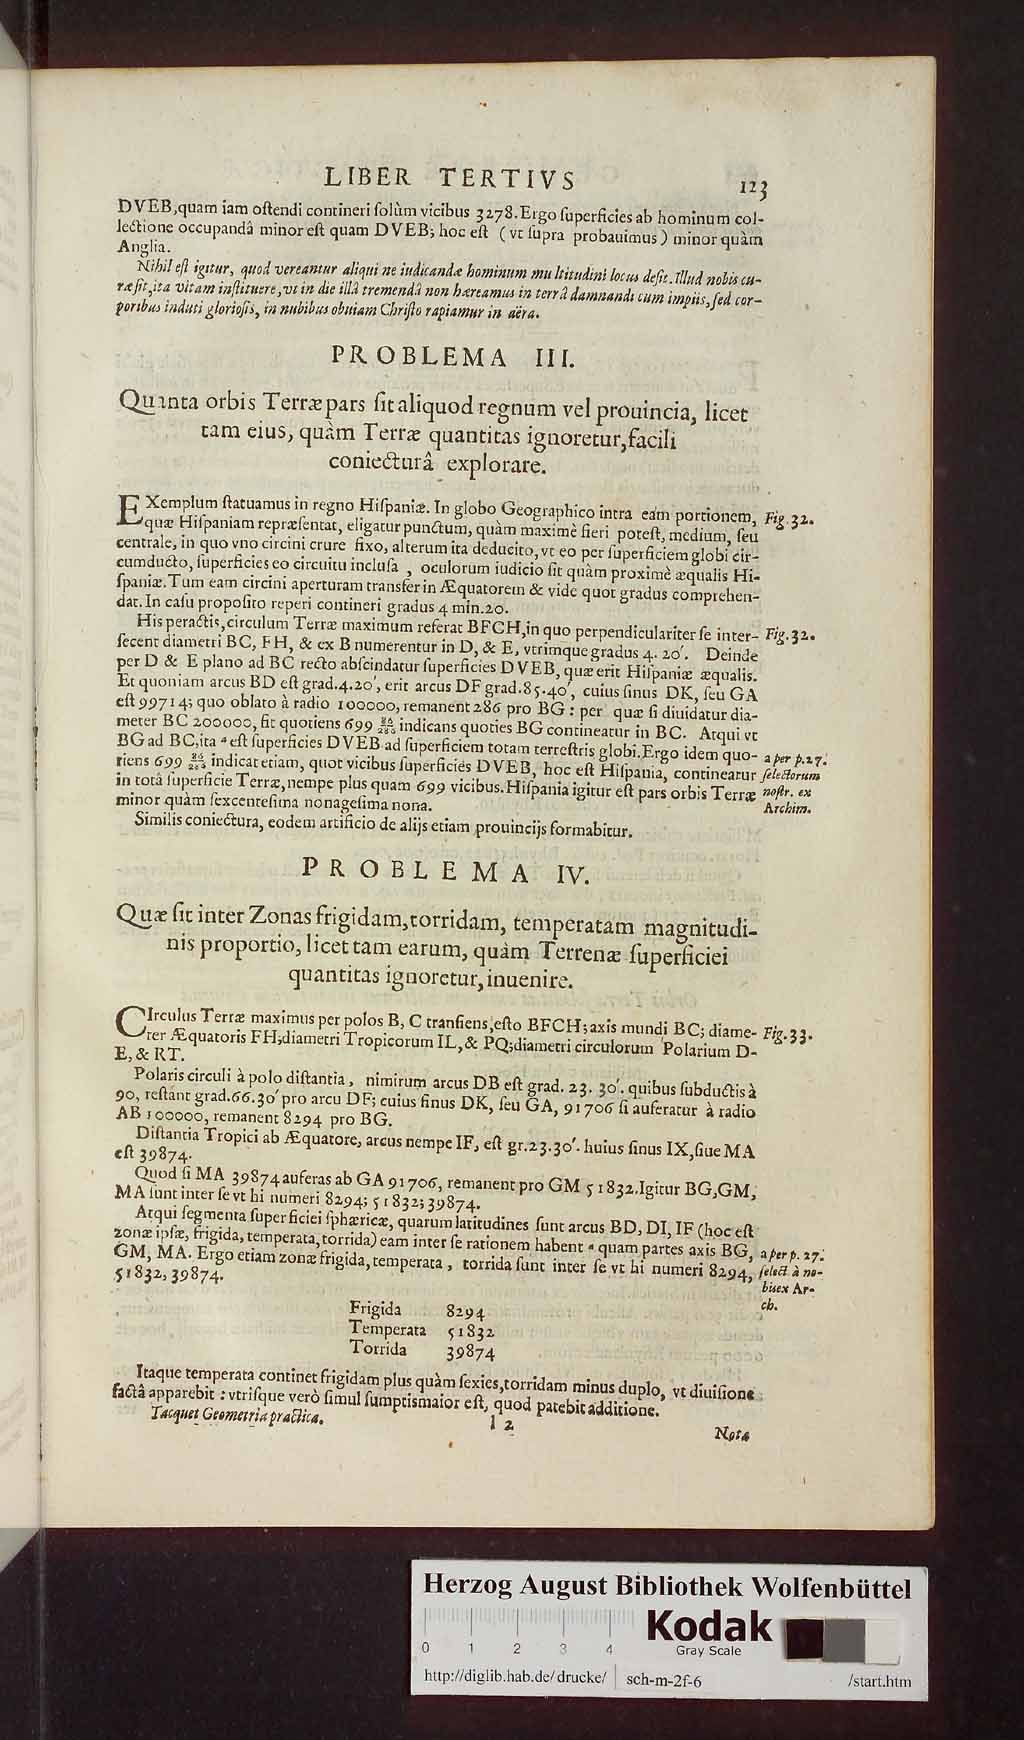 LIBER TERTIVS
123
DVEB,quam iam oſtendi contineri ſolùm vicibus 3278.Ergo ſuperficies ab hominum col-
lectione occupandâ minor eſt quam DVEB; hoc eſt (vt ſupra probauimus) minor quàm
Anglia.
Nihil eſt igitur, quod vereantur aliqui ne iudicandæ hominum multitudini locus deſit.Illud nobis cu-
ræ ſit,ita vitam inſtituere,vt in die illâ tremendâ non hæreamus in terrâ damnandi cum impiis,ſed cor-
poribus induti glorioſis, in nubibus obuiam Chriſto rapiamur in aëra.
PROBLEMA III.
Quanta orbis Terræ pars ſit aliquod regnum vel prouincia, licet
tam eius, quàm Terræ quantitas ignoretur,facili
coniecturâ explorare.
EXemplum ſtatuamus in regno Hiſpaniæ. In globo Geographico intra eam portionem, Fig.32.
quæ Hiſpaniam repræſentat, eligatur punctum, quàm maximè fieri poteſt, medium, ſeu
centrale, in quo vno circini crure fixo, alterum ita deducito,vt eo per ſuperficiem globi cir-
cumducto, ſuperficies eo circuitu incluſa , oculorum iudicio ſit quàm proximè æqualis Hi-
ſpaniæ.Tum eam circini aperturam transfer in Æquatorem & vide quot gradus comprehen-
dat.In caſu propoſito reperi contineri gradus 4 min.20.
His peractis,circulum Terræ maximum referat BFCH,in quo perpendiculariter ſe inter- Fig.32.
ſecent diametri BC, FH, & ex B numerentur in D, & E, vtrimque gradus 4. 20′. Deinde
per D & E plano ad BC recto abſcindatur ſuperficies DVEB, quæ erit Hiſpaniæ æqualis.
Et quoniam arcus BD eſt grad.4.20′, erit arcus DF grad.85.40′, cuius ſinus DK, ſeu GA
eſt 99714; quo oblato à radio 100000, remanent 286 pro BG : per quæ ſi diuidatur dia-
meter BC 200000, fit quotiens 699 86/286 indicans quoties BG contineatur in BC. Atqui vt
BG ad BC,ita ª eſt ſuperficies DVEB ad ſuperficiem totam terreſtris globi.Ergo idem quo- a per p.27.
tiens 699 86/286 indicat etiam, quot vicibus ſuperficies DVEB, hoc eſt Hiſpania, contineatur ſelectorum
in totâ ſuperficie Terræ,nempe plus quam 699 vicibus.Hiſpania igitur eſt pars orbis Terræ noſtr. ex
minor quàm ſexcenteſima nonageſima nona. Archim.
Similis coniectura, eodem artificio de alijs etiam prouincijs formabitur.
PROBLEMA IV.
Quæ ſit inter Zonas frigidam,torridam, temperatam magnitudi-
nis proportio, licet tam earum, quàm Terrenæ ſuperficiei
quantitas ignoretur,inuenire.
CIrculus Terræ maximus per polos B, C tranſiens,eſto BFCH; axis mundi BC; diame- Fig.33.
ter Æquatoris FH;diametri Tropicorum IL,& PQ;diametri circulorum Polarium D-
E, & RT.
Polaris circuli à polo diſtantia, nimirum arcus DB eſt grad. 23. 30′. quibus ſubductis à
90, reſtant grad.66.30′ pro arcu DF; cuius ſinus DK, ſeu GA, 91706 ſi auferatur à radio
AB 100000, remanent 8294 pro BG.
Diſtantia Tropici ab Æquatore, arcus nempe IF, eſt gr.23.30′. huius ſinus IX,ſiue MA
eſt 39874.
Quod ſi MA 39874 auferas ab GA 91706, remanent pro GM 51832.Igitur BG,GM,
MA ſunt inter ſe vt hi numeri 8294; 51832; 39874.
Atqui ſegmenta ſuperficiei ſphæricæ, quarum latitudines ſunt arcus BD, DI, IF (hoc eſt
zonæ ipſæ, frigida, temperata, torrida) eam inter ſe rationem habent ª quam partes axis BG, a per p. 27.
GM, MA. Ergo etiam zonæ frigida, temperata , torrida ſunt inter ſe vt hi numeri 8294, ſelect. à no-
51832, 39874. bis ex Ar-
ch.
Frigida 8294
Temperata 51832
Torrida 39874
Itaque temperata continet frigidam plus quàm ſexies,torridam minus duplo, vt diuiſione
factâ apparebit : vtriſque verò ſimul ſumptis maior eſt, quod patebit additione.
Tacquet Geometria practica. l 2
Nota
Herzog August Bibliothek Wolfenbüttel
Kodak
Gray Scale
0 1 2 3 4
http://diglib.hab.de/drucke/ sch-m-2f-6 /start.htm